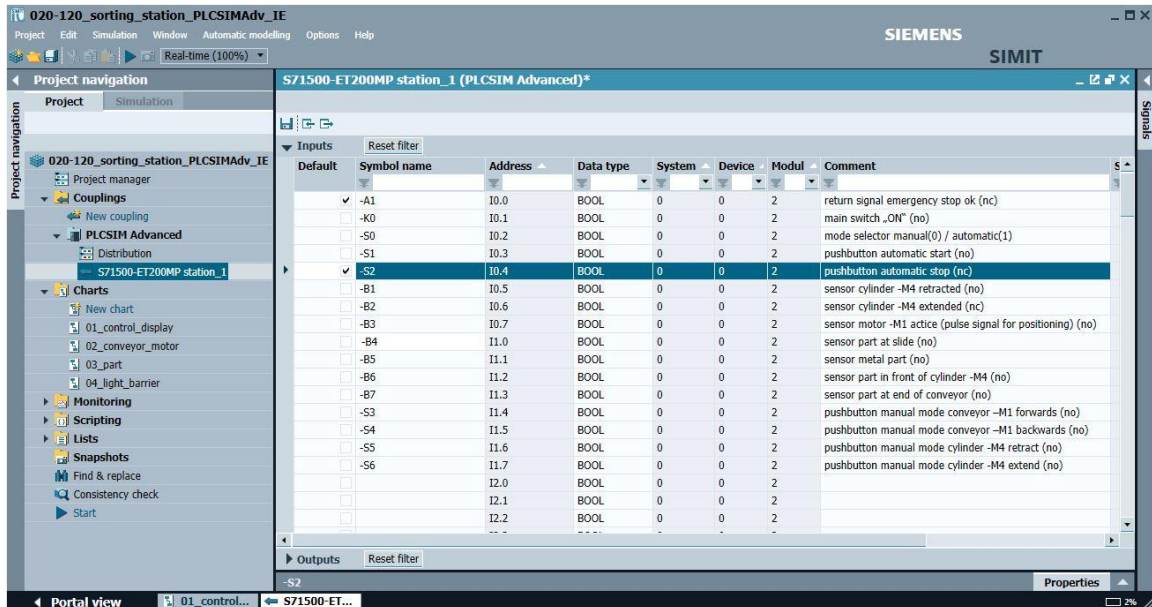 020-120_sorting_station_PLCSIMAdv_IE
Project Edit Simulation Window Automatic modelling Options Help
SIEMENS
SIMIT
Real-time (100%)
Project navigation
Project navigation
Project Simulation
020-120_sorting_station_PLCSIMAdv_IE
Project manager
Couplings
New coupling
PLCSIM Advanced
Distribution
S71500-ET200MP station_1
Charts
New chart
01_control_display
02_conveyor_motor
03_part
04_light_barrier
Monitoring
Scripting
Lists
Snapshots
Find & replace
Consistency check
Start
S71500-ET200MP station_1 (PLCSIM Advanced)*
Inputs Reset filter
Default Symbol name Address Data type System Device Modul Comment S
-A1 I0.0 BOOL 0 0 2 return signal emergency stop ok (nc)
-K0 I0.1 BOOL 0 0 2 main switch „ON“ (no)
-S0 I0.2 BOOL 0 0 2 mode selector manual(0) / automatic(1)
-S1 I0.3 BOOL 0 0 2 pushbutton automatic start (no)
-S2 I0.4 BOOL 0 0 2 pushbutton automatic stop (nc)
-B1 I0.5 BOOL 0 0 2 sensor cylinder -M4 retracted (no)
-B2 I0.6 BOOL 0 0 2 sensor cylinder -M4 extended (nc)
-B3 I0.7 BOOL 0 0 2 sensor motor -M1 actice (pulse signal for positioning) (no)
-B4 I1.0 BOOL 0 0 2 sensor part at slide (no)
-B5 I1.1 BOOL 0 0 2 sensor metal part (no)
-B6 I1.2 BOOL 0 0 2 sensor part in front of cylinder -M4 (no)
-B7 I1.3 BOOL 0 0 2 sensor part at end of conveyor (no)
-S3 I1.4 BOOL 0 0 2 pushbutton manual mode conveyor –M1 forwards (no)
-S4 I1.5 BOOL 0 0 2 pushbutton manual mode conveyor –M1 backwards (no)
-S5 I1.6 BOOL 0 0 2 pushbutton manual mode cylinder -M4 retract (no)
-S6 I1.7 BOOL 0 0 2 pushbutton manual mode cylinder -M4 extend (no)
I2.0 BOOL 0 0 2
I2.1 BOOL 0 0 2
I2.2 BOOL 0 0 2
Outputs Reset filter
-S2 Properties
Signals
Portal view 01_control... S71500-ET... 2%